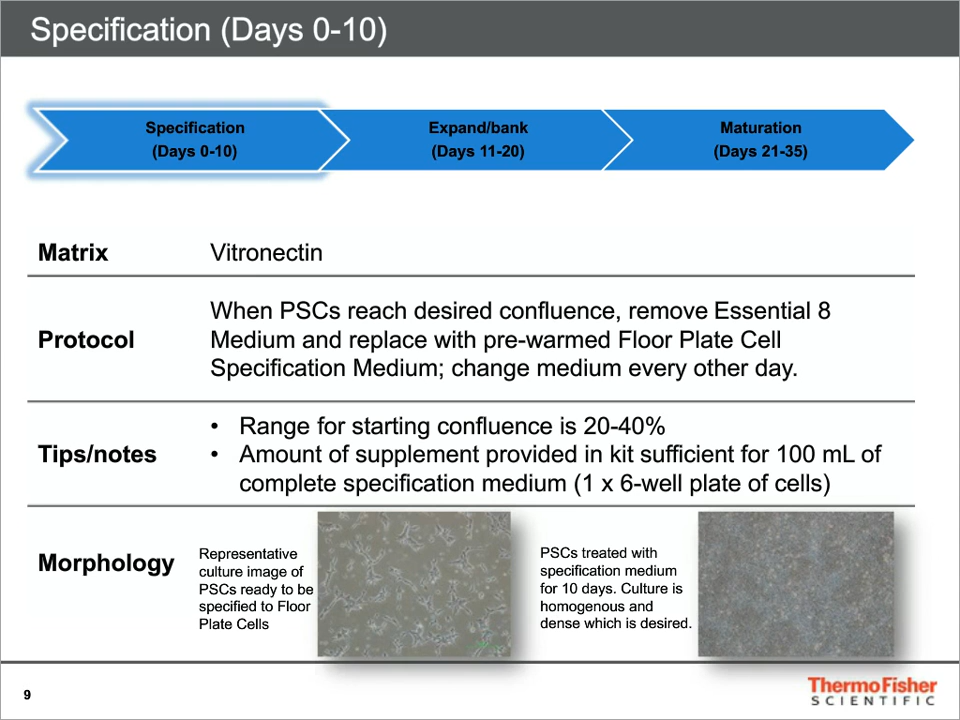 Specification (Days 0-10)
Specification
(Days 0-10)
Expand/bank
(Days 11-20)
Maturation
(Days 21-35)
Matrix
Vitronectin
Protocol
When PSCs reach desired confluence, remove Essential 8
Medium and replace with pre-warmed Floor Plate Cell
Specification Medium; change medium every other day.
Tips/notes
• Range for starting confluence is 20-40%
• Amount of supplement provided in kit sufficient for 100 mL of
complete specification medium (1 x 6-well plate of cells)
Morphology
Representative
culture image of
PSCs ready to be
specified to Floor
Plate Cells
PSCs treated with
specification medium
for 10 days. Culture is
homogenous and
dense which is desired.
9
ThermoFisher
SCIENTIFIC